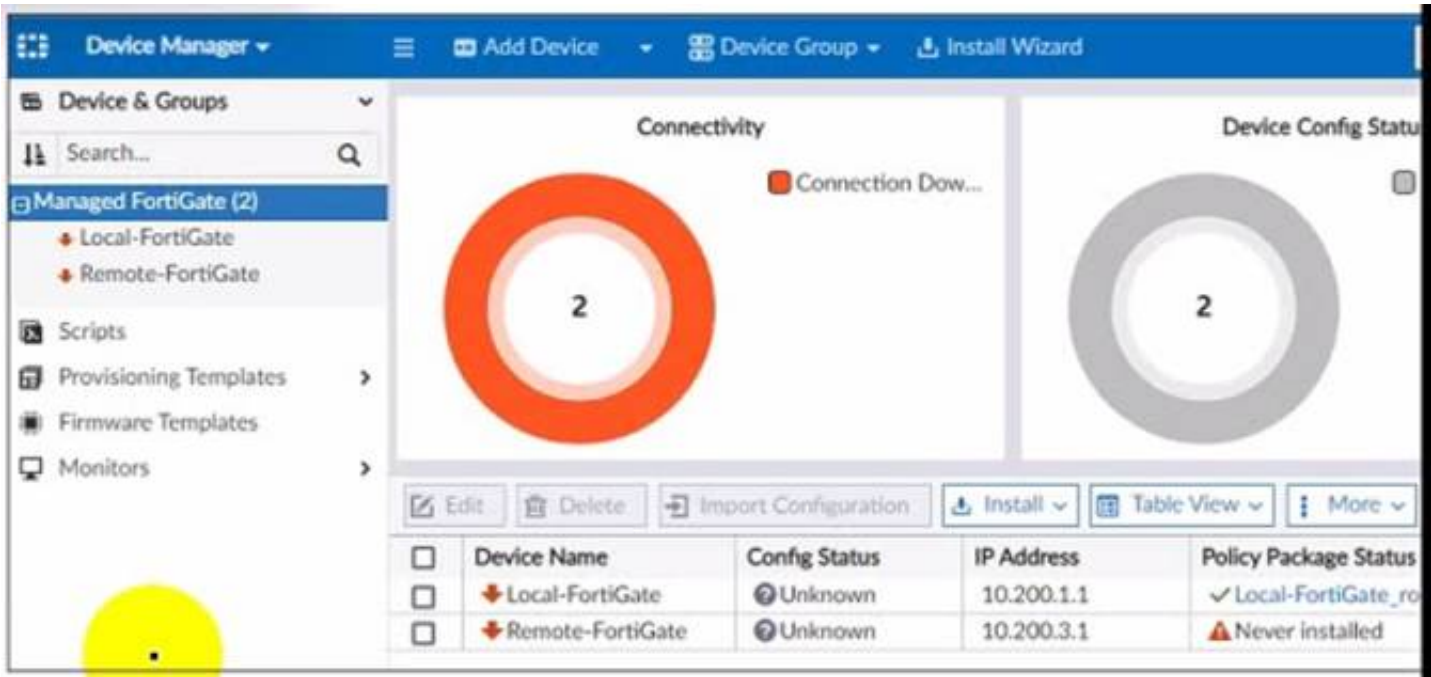 Device Manager
Add Device
Device Group
Install Wizard
Device & Groups
Search...
Managed FortiGate (2)
Local-FortiGate
Remote-FortiGate
Scripts
Provisioning Templates
Firmware Templates
Monitors
Connectivity
Connection Dow...
2
Device Config Statu
2
Edit Delete Import Configuration Install Table View More
Device Name Config Status IP Address Policy Package Status
Local-FortiGate Unknown 10.200.1.1 Local-FortiGate_ro
Remote-FortiGate Unknown 10.200.3.1 Never installed